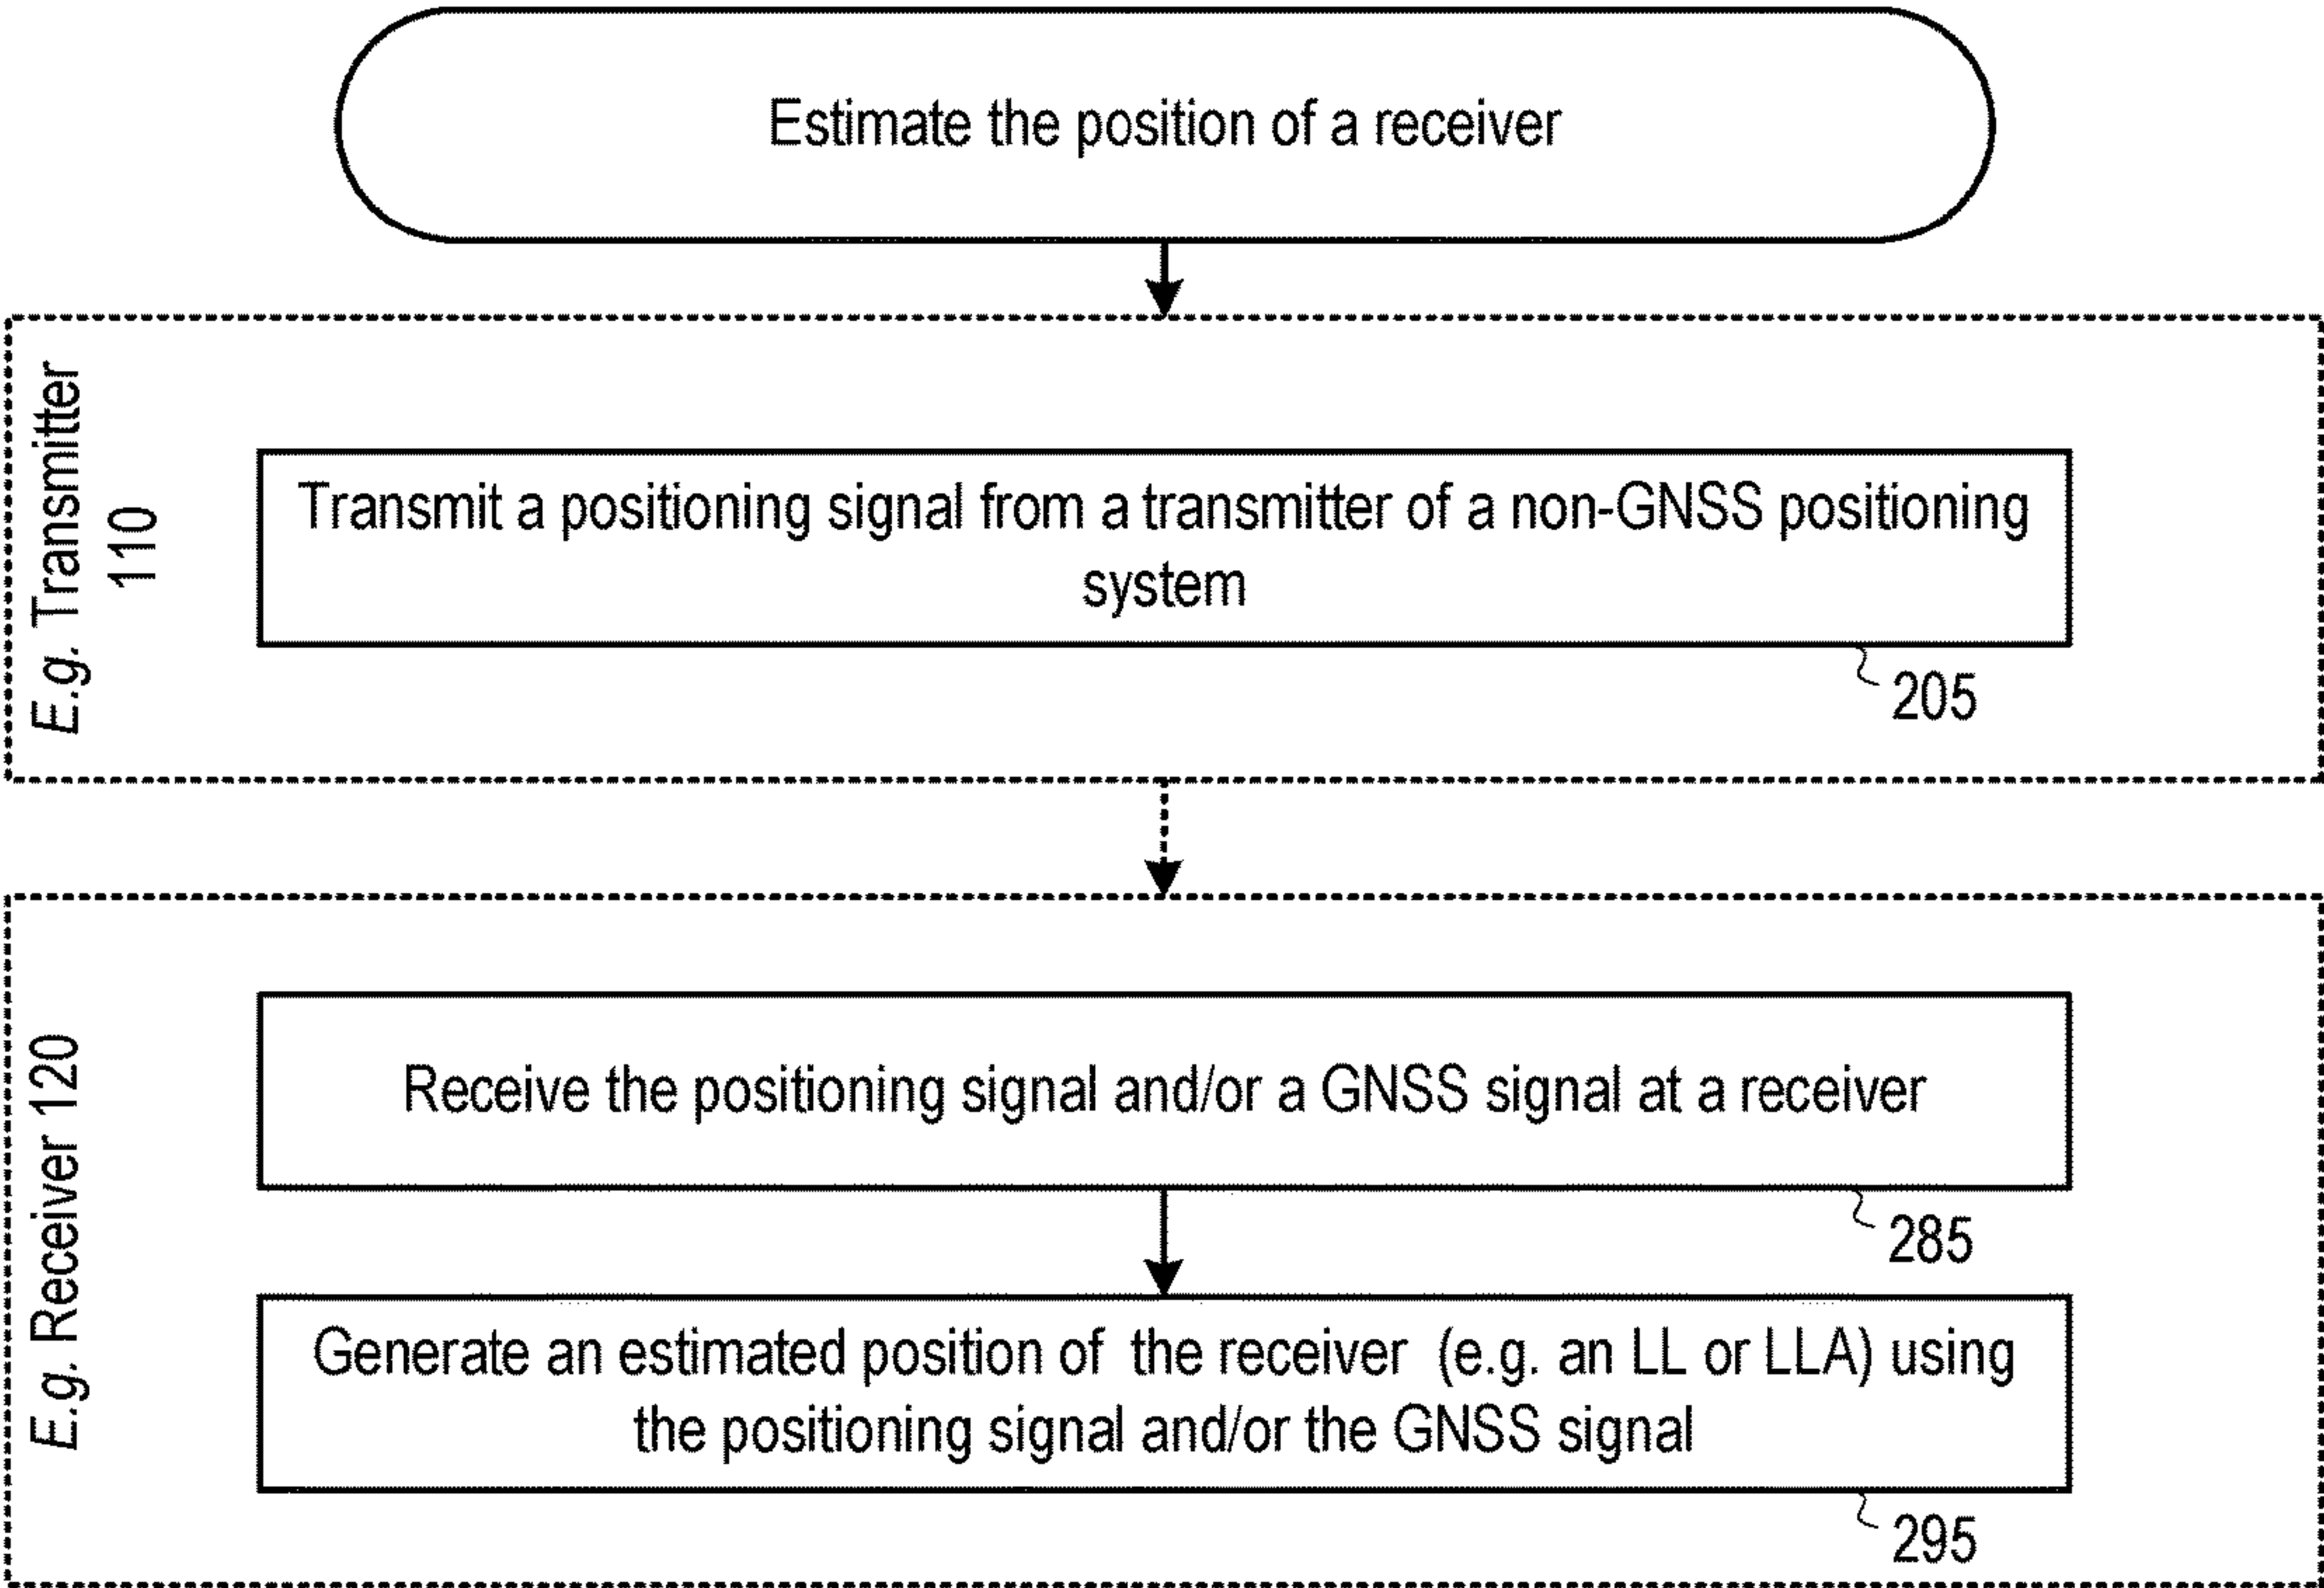 Estimate the position of a receiver
E.g. Transmitter
110
Transmit a positioning signal from a transmitter of a non-GNSS positioning
system
205
E.g. Receiver 120
Receive the positioning signal and/or a GNSS signal at a receiver
285
Generate an estimated position of the receiver (e.g. an LL or LLA) using
the positioning signal and/or the GNSS signal
295